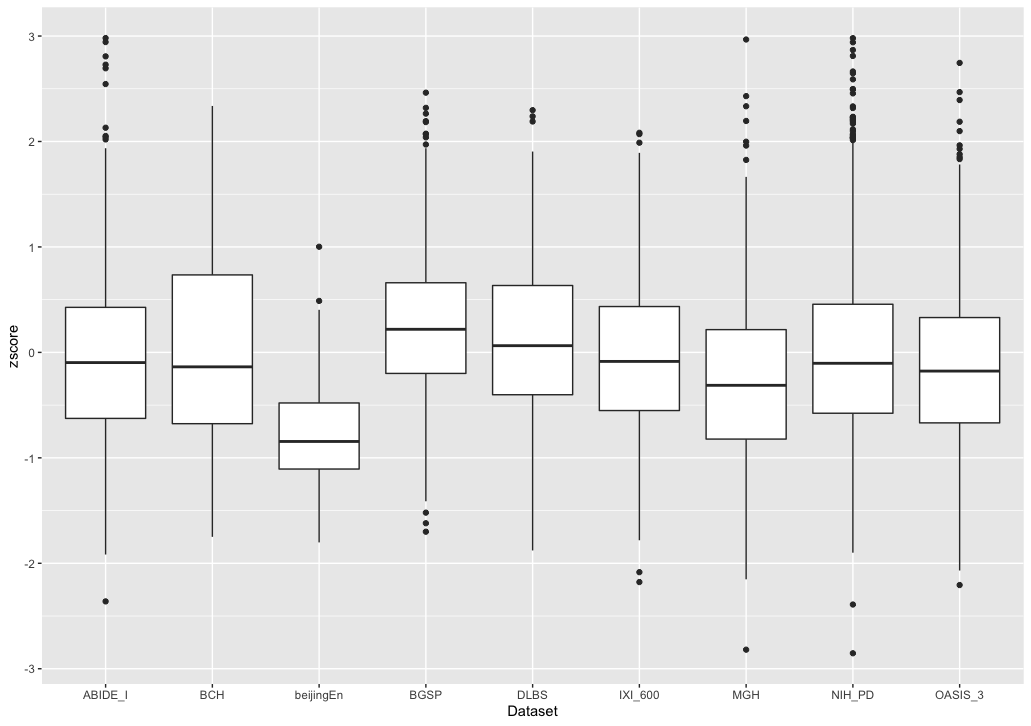 zscore
3
2
1
0
-1
-2
-3
ABIDE_I BCH beijingEn BGSP DLBS IXI_600 MGH NIH_PD OASIS_3
Dataset